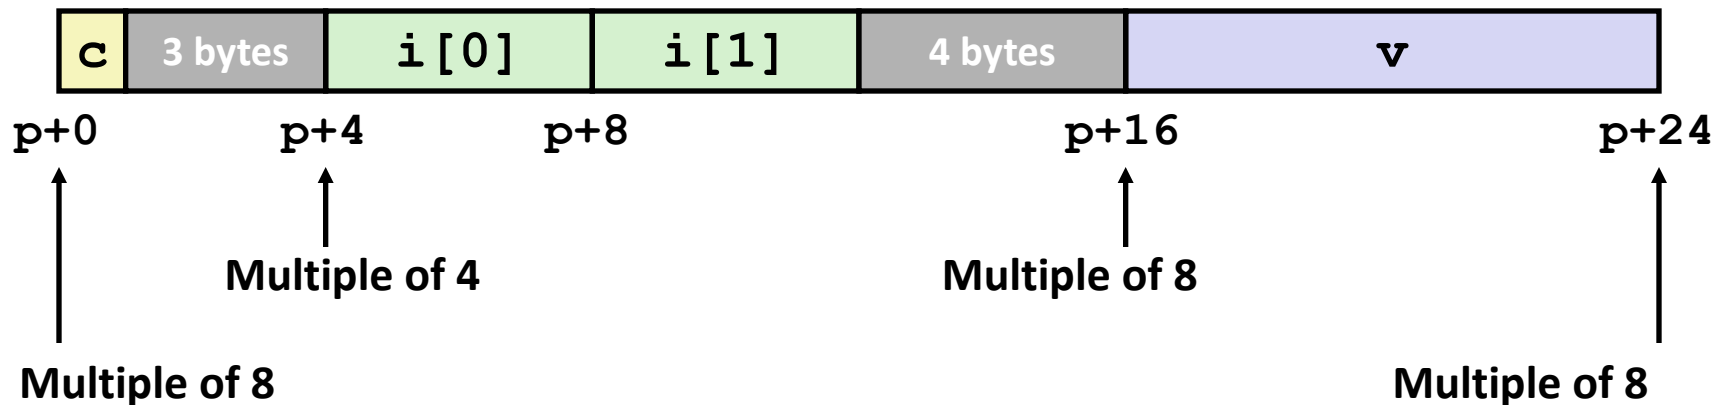 c 3 bytes i[0] i[1] 4 bytes v
p+0 p+4 p+8 p+16 p+24
Multiple of 4 Multiple of 8
Multiple of 8 Multiple of 8